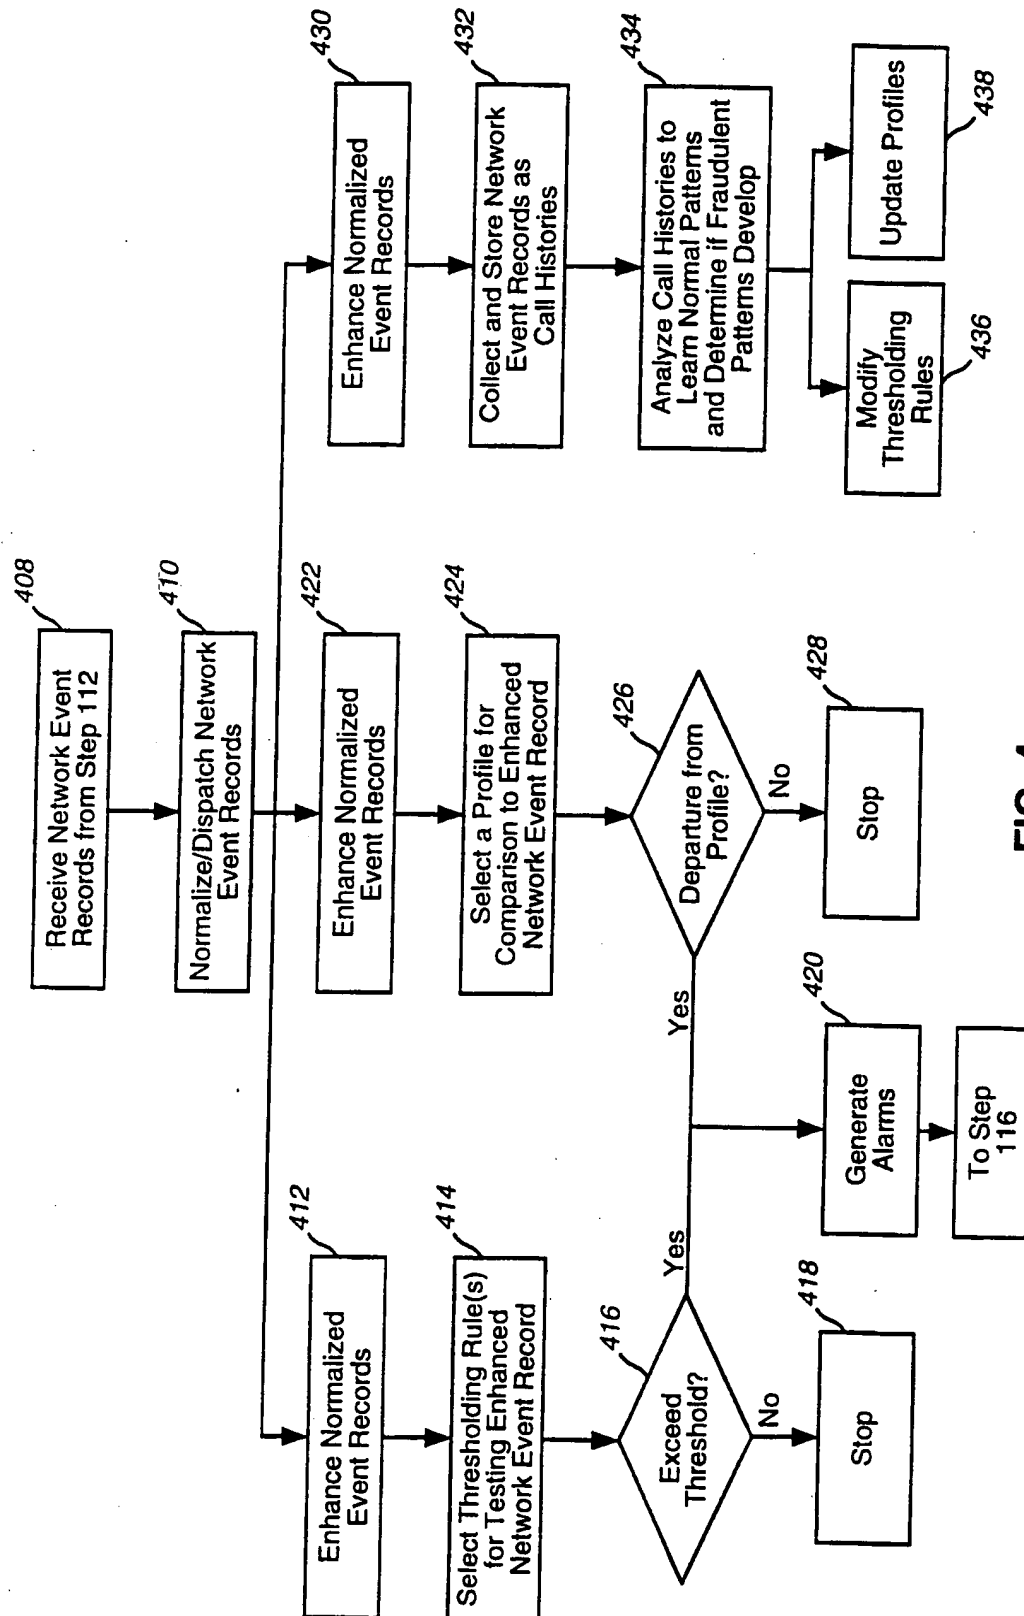 408
Receive Network Event
Records from Step 112
410
Normalize/Dispatch Network
Event Records
412
Enhance Normalized
Event Records
414
Select Thresholding Rule(s)
for Testing Enhanced
Network Event Record
416
Exceed
Threshold?
Yes
No
418
Stop
422
Enhance Normalized
Event Records
424
Select a Profile for
Comparison to Enhanced
Network Event Record
426
Departure from
Profile?
Yes
No
428
Stop
420
Generate
Alarms
To Step
116
430
Enhance Normalized
Event Records
432
Collect and Store Network
Event Records as
Call Histories
434
Analyze Call Histories to
Learn Normal Patterns
and Determine if Fraudulent
Patterns Develop
Modify
Thresholding
Rules
436
Update Profiles
438